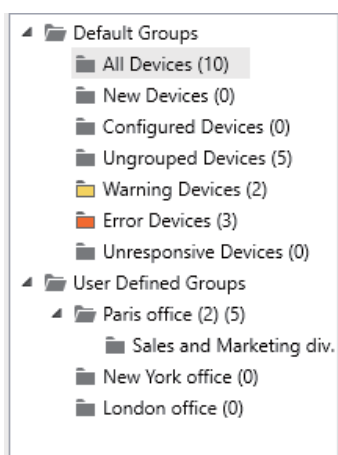 Default Groups
All Devices (10)
New Devices (0)
Configured Devices (0)
Ungrouped Devices (5)
Warning Devices (2)
Error Devices (3)
Unresponsive Devices (0)
User Defined Groups
Paris office (2) (5)
Sales and Marketing div.
New York office (0)
London office (0)